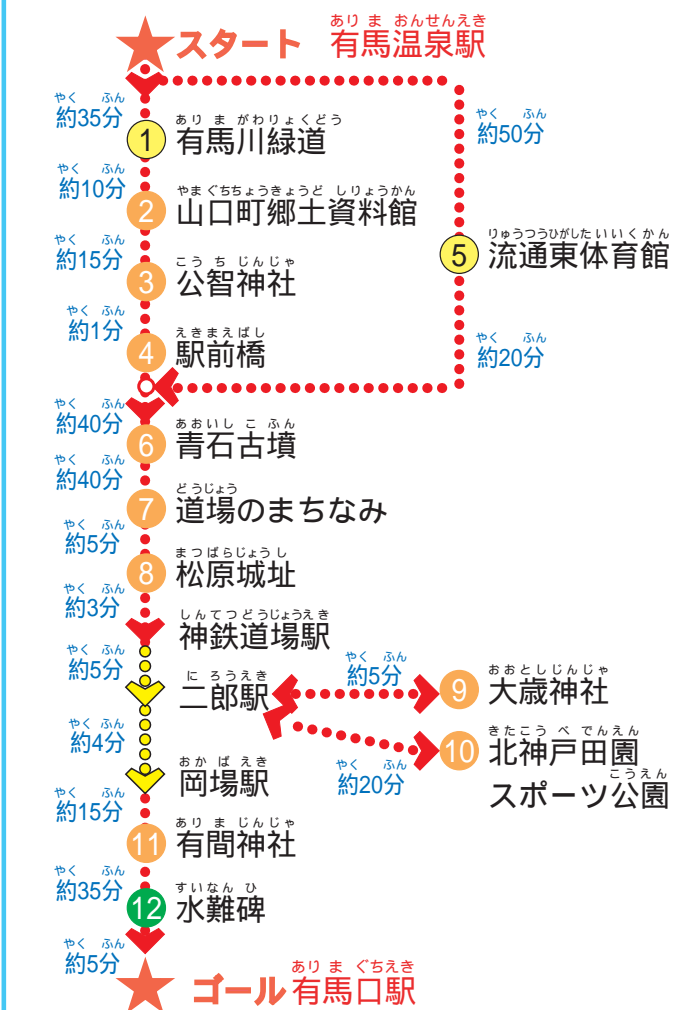 あり ま おんせんえき
スタート 有馬温泉駅
やく ふん
約35分
あり ま がわりょくどう
1 有馬川緑道
やく ふん
約50分
やく ふん
約10分
やまぐちちょうきょうど しりょうかん
2 山口町郷土資料館
やく ふん
約15分
こう ち じんじゃ
3 公智神社
りゅうつうひがしたいいくかん
5 流通東体育館
やく ふん
約1分
えきまえばし
4 駅前橋
やく ふん
約20分
やく ふん
約40分
あおいし こ ふん
6 青石古墳
やく ふん
約40分
どうじょう
7 道場のまちなみ
やく ふん
約5分
まつばらじょうし
8 松原城址
やく ふん
約3分
しんてつどうじょうえき
神鉄道場駅
やく ふん
約5分
に ろうえき
二郎駅
やく ふん
約5分
おおとしじんじゃ
9 大歳神社
やく ふん
約4分
きたこう べ でんえん
10 北神戸田園
こうえん
スポーツ公園
やく ふん
約20分
おか ば えき
岡場駅
やく ふん
約15分
あり ま じんじゃ
11 有間神社
やく ふん
約35分
すいなん ひ
12 水難碑
やく ふん
約5分
あり ま ぐちえき
ゴール 有馬口駅